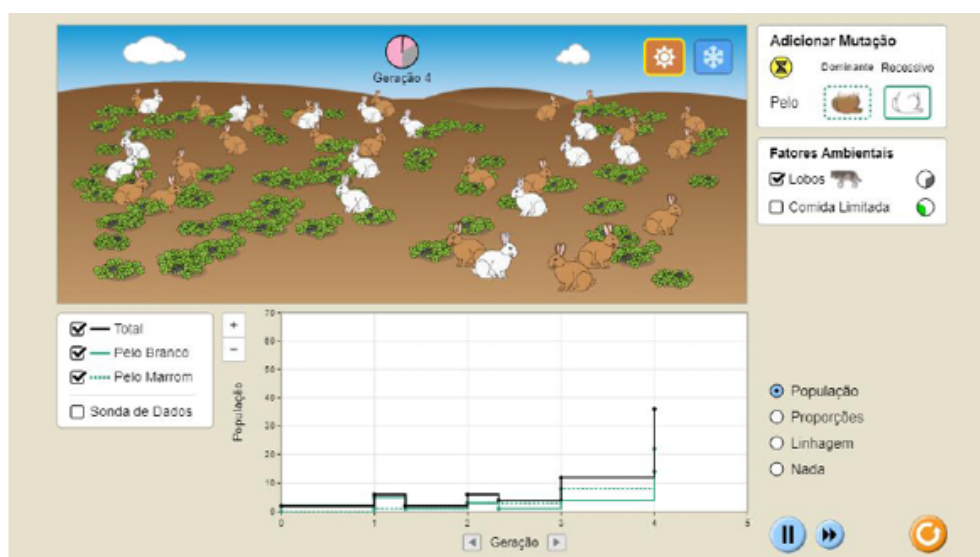 Geração 4
Adicionar Mutação
Dominante Recessivo
Pelo
Fatores Ambientais
Lobos
Comida Limitada
Total
Pelo Branco
Pelo Marrom
Sonda de Dados
+
−
População
70
60
50
40
30
20
10
0
0 1 2 3 4 5
Geração
População
Proporções
Linhagem
Nada